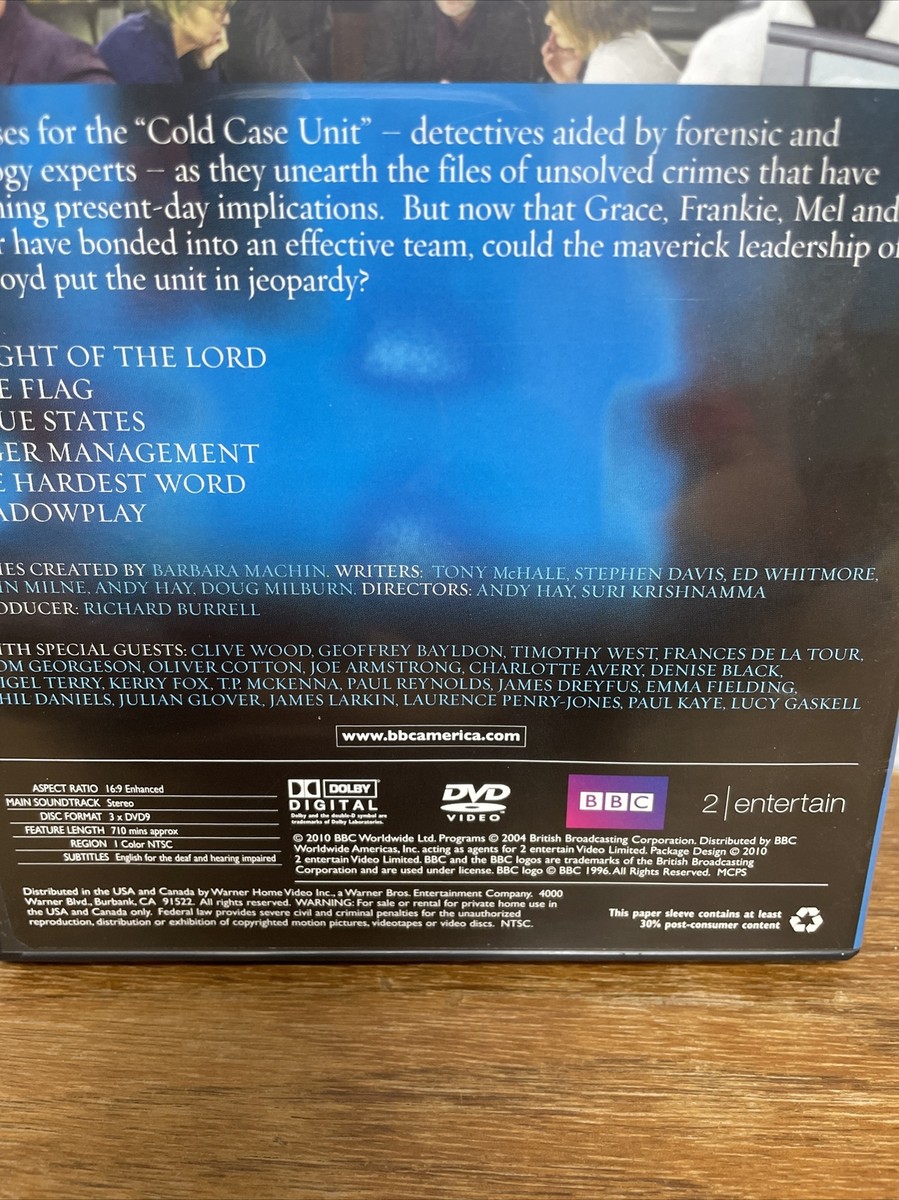 ses for the “Cold Case Unit” – detectives aided by forensic and
ogy experts – as they unearth the files of unsolved crimes that have
ning present-day implications. But now that Grace, Frankie, Mel and
r have bonded into an effective team, could the maverick leadership of
oyd put the unit in jeopardy?
GHT OF THE LORD
E FLAG
UE STATES
GER MANAGEMENT
E HARDEST WORD
ADOWPLAY
IES CREATED BY BARBARA MACHIN. WRITERS: TONY McHALE, STEPHEN DAVIS, ED WHITMORE,
IN MILNE, ANDY HAY, DOUG MILBURN. DIRECTORS: ANDY HAY, SURI KRISHNAMMA
ODUCER: RICHARD BURRELL
ITH SPECIAL GUESTS: CLIVE WOOD, GEOFFREY BAYLDON, TIMOTHY WEST, FRANCES DE LA TOUR,
OM GEORGESON, OLIVER COTTON, JOE ARMSTRONG, CHARLOTTE AVERY, DENISE BLACK,
IGEL TERRY, KERRY FOX, T.P. MCKENNA, PAUL REYNOLDS, JAMES DREYFUS, EMMA FIELDING,
HIL DANIELS, JULIAN GLOVER, JAMES LARKIN, LAURENCE PENRY-JONES, PAUL KAYE, LUCY GASKELL
www.bbcamerica.com
ASPECT RATIO 16:9 Enhanced
MAIN SOUNDTRACK Stereo
DISC FORMAT 3 x DVD9
FEATURE LENGTH 710 mins approx
REGION 1 Color NTSC
SUBTITLES English for the deaf and hearing impaired
DOLBY
DIGITAL
Dolby and the double-D symbol are
trademarks of Dolby Laboratories.
DVD
VIDEO
BBC
2|entertain
© 2010 BBC Worldwide Ltd. Programs © 2004 British Broadcasting Corporation. Distributed by BBC
Worldwide Americas, Inc. acting as agents for 2 entertain Video Limited. Package Design © 2010
2 entertain Video Limited. BBC and the BBC logos are trademarks of the British Broadcasting
Corporation and are used under license. BBC logo © BBC 1996. All Rights Reserved. MCPS
Distributed in the USA and Canada by Warner Home Video Inc., a Warner Bros. Entertainment Company, 4000
Warner Blvd., Burbank, CA 91522. All rights reserved. WARNING: For sale or rental for private home use in
the USA and Canada only. Federal law provides severe civil and criminal penalties for the unauthorized
reproduction, distribution or exhibition of copyrighted motion pictures, videotapes or video discs. NTSC.
This paper sleeve contains at least
30% post-consumer content